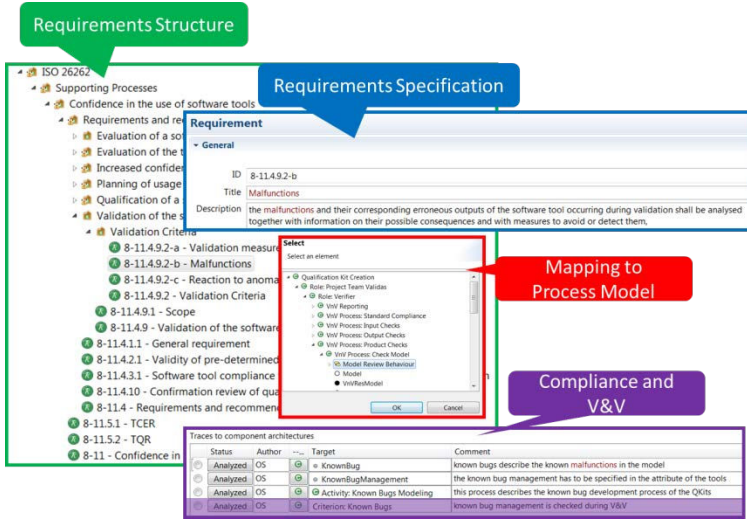 Requirements Structure
ISO 26262
Supporting Processes
Confidence in the use of software tools
Requirements and
Evaluation of a
Evaluation of the
Increased
Planning of usage
Qualification of a
Validation of the
Validation Criteria
8-11.4.9.2-a - Validation
8-11.4.9.2-b - Malfunctions
8-11.4.9.2-c - Reaction to
8-11.4.9.2 - Validation Criteria
8-11.4.9.1 - Scope
8-11.4.9 - Validation of the software
8-11.4.1.1 - General requirement
8-11.4.2.1 - Validity of pre-determined
8-11.4.3.1 - Software tool compliance
8-11.4.10 - Confirmation review of
8-11.4 - Requirements and
8-11.5.1 - TCER
8-11.5.2 - TQR
8-11 - Confidence in
Requirements Specification
Requirement
General
ID 8-11.4.9.2-b
Title Malfunctions
Description the malfunctions and their corresponding erroneous outputs of the software tool occurring during validation shall be analysed
together with information on their possible consequences and with measures to avoid or detect them,
Select
Select an element
Qualification Kit Creation
Role: Project Team Validas
Role: Verifier
VnV Reporting
VnV Process: Standard Compliance
VnV Process: Input Checks
VnV Process: Output Checks
VnV Process: Product Checks
VnV Process: Check Model
Model Review Behaviour
Model
VnVResModel
OK Cancel
Mapping to
Process Model
Compliance and
V&V
Traces to component architectures
Status Author --... Target Comment
Analyzed OS KnownBug known bugs describe the known malfunctions in the model
Analyzed OS KnownBugManagement the known bug management has to be specified in the attribute of the tools
Analyzed OS Activity: Known Bugs Modeling this process describes the known bug development process of the QKits
Analyzed OS Criterion: Known Bugs known bug management is checked during V&V